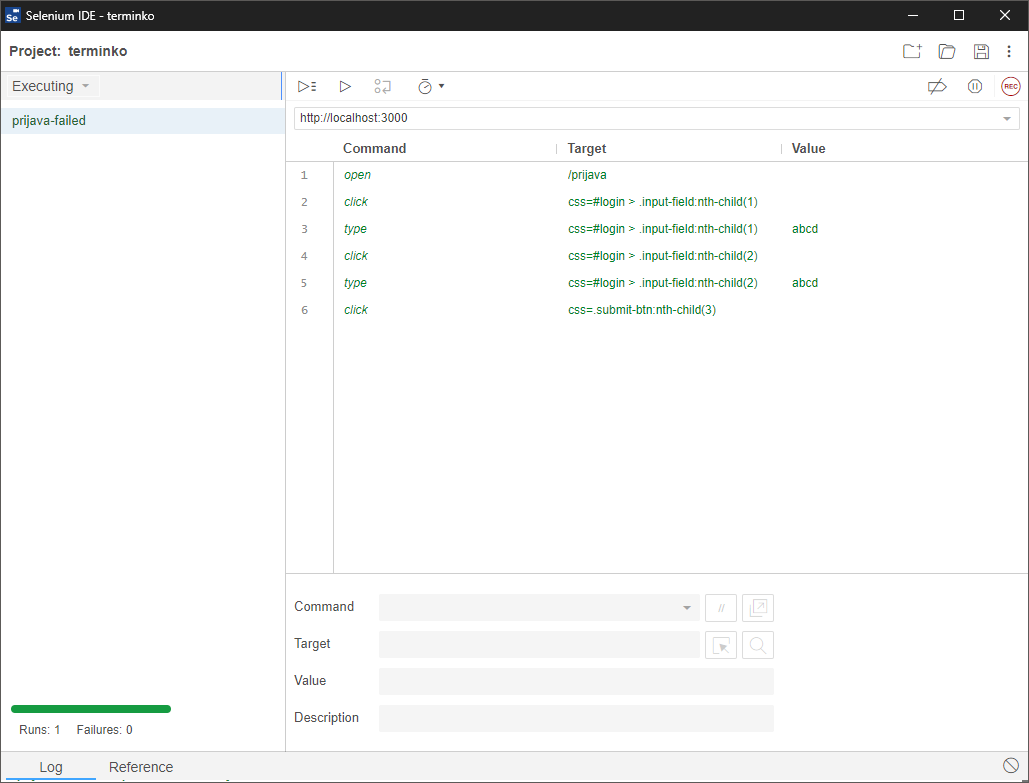 Selenium IDE - terminko
Project: terminko
Executing
REC
prijava-failed
http://localhost:3000
Command Target Value
1 open /prijava
2 click css=#login > .input-field:nth-child(1)
3 type css=#login > .input-field:nth-child(1) abcd
4 click css=#login > .input-field:nth-child(2)
5 type css=#login > .input-field:nth-child(2) abcd
6 click css=.submit-btn:nth-child(3)
Command //
Target
Value
Description
Runs: 1 Failures: 0
Log Reference